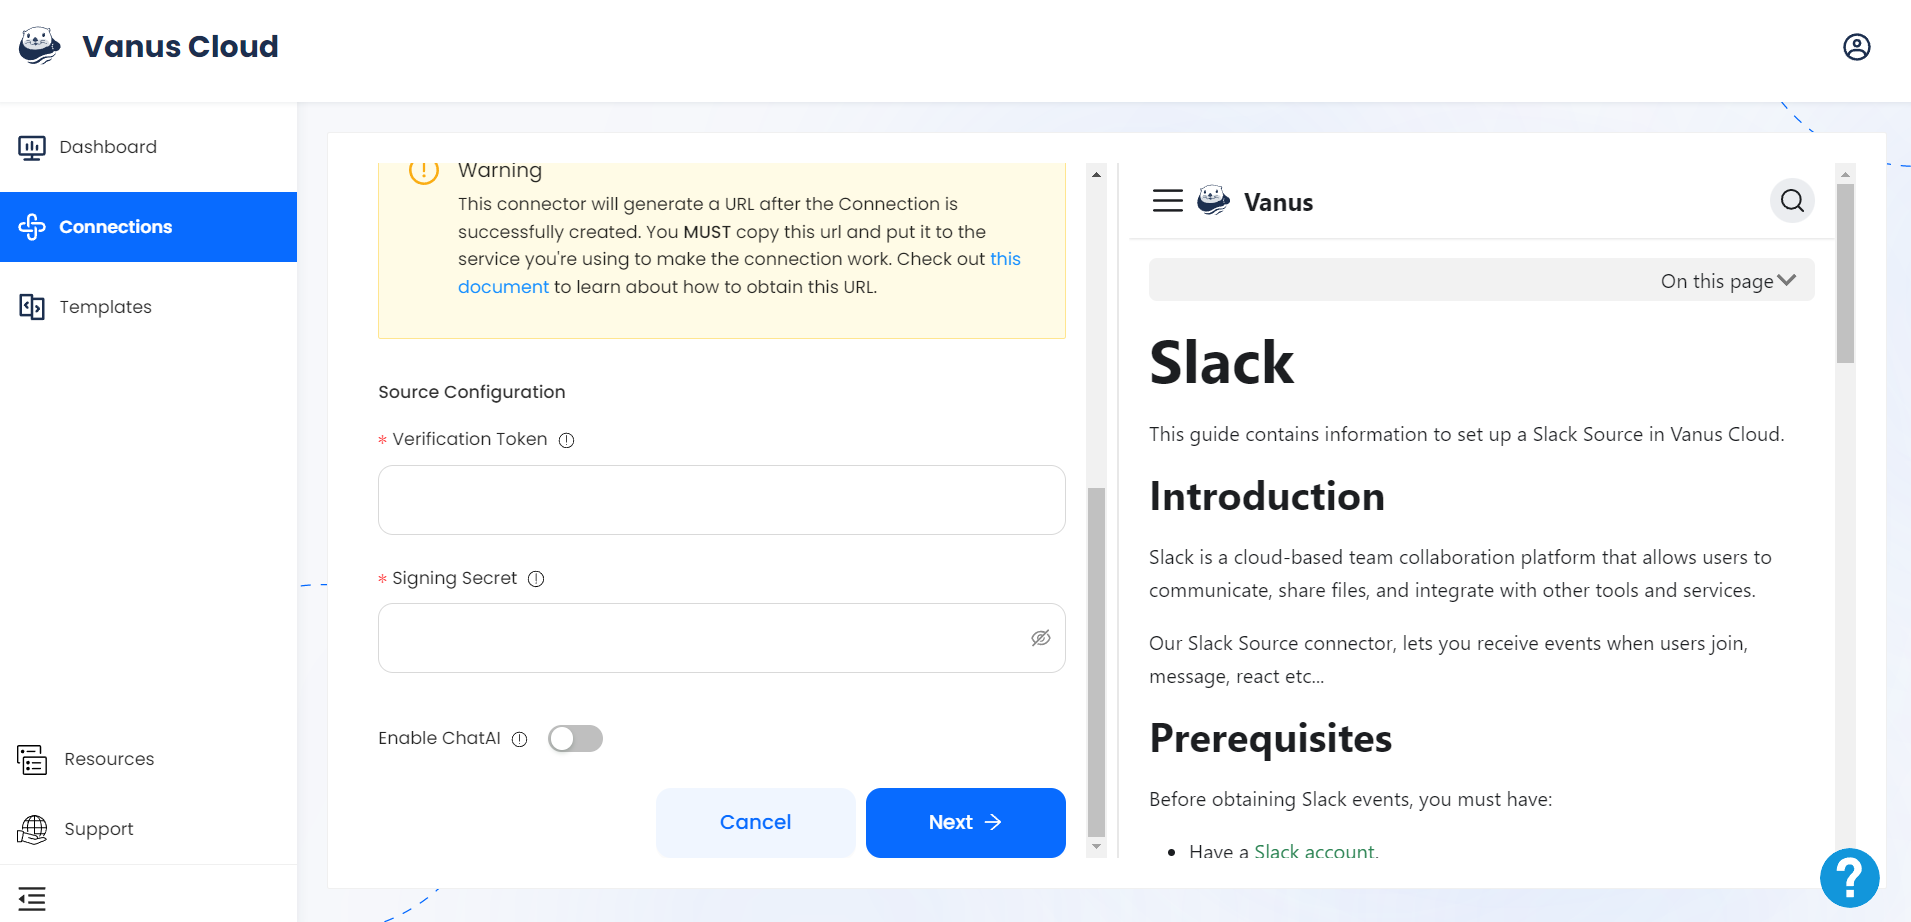 Vanus Cloud
Dashboard
Connections
Templates
Resources
Support
Warning
This connector will generate a URL after the Connection is
successfully created. You MUST copy this url and put it to the
service you're using to make the connection work. Check out this
document to learn about how to obtain this URL.
Source Configuration
* Verification Token
* Signing Secret
Enable ChatAI
Cancel
Next →
Vanus
On this page
Slack
This guide contains information to set up a Slack Source in Vanus Cloud.
Introduction
Slack is a cloud-based team collaboration platform that allows users to
communicate, share files, and integrate with other tools and services.
Our Slack Source connector, lets you receive events when users join,
message, react etc...
Prerequisites
Before obtaining Slack events, you must have:
• Have a Slack account.
?